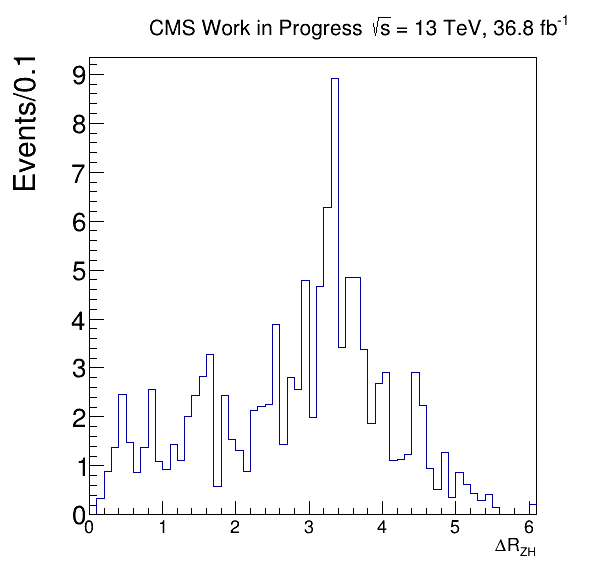 CMS Work in Progress √s = 13 TeV, 36.8 fb⁻¹
Events/0.1
9
8
7
6
5
4
3
2
1
0
0 1 2 3 4 5 6
ΔR_ZH